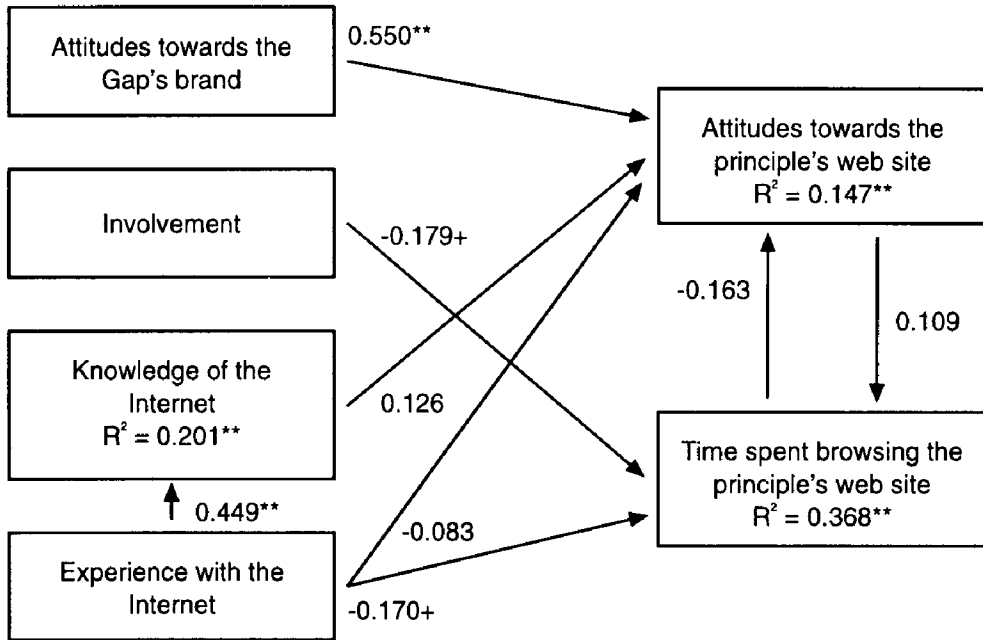 Attitudes towards the
Gap's brand
0.550**
Attitudes towards the
principle's web site
R² = 0.147**
Involvement
-0.179+
-0.163
0.109
Knowledge of the
Internet
R² = 0.201**
0.126
Time spent browsing the
principle's web site
R² = 0.368**
0.449**
-0.083
Experience with the
Internet
-0.170+